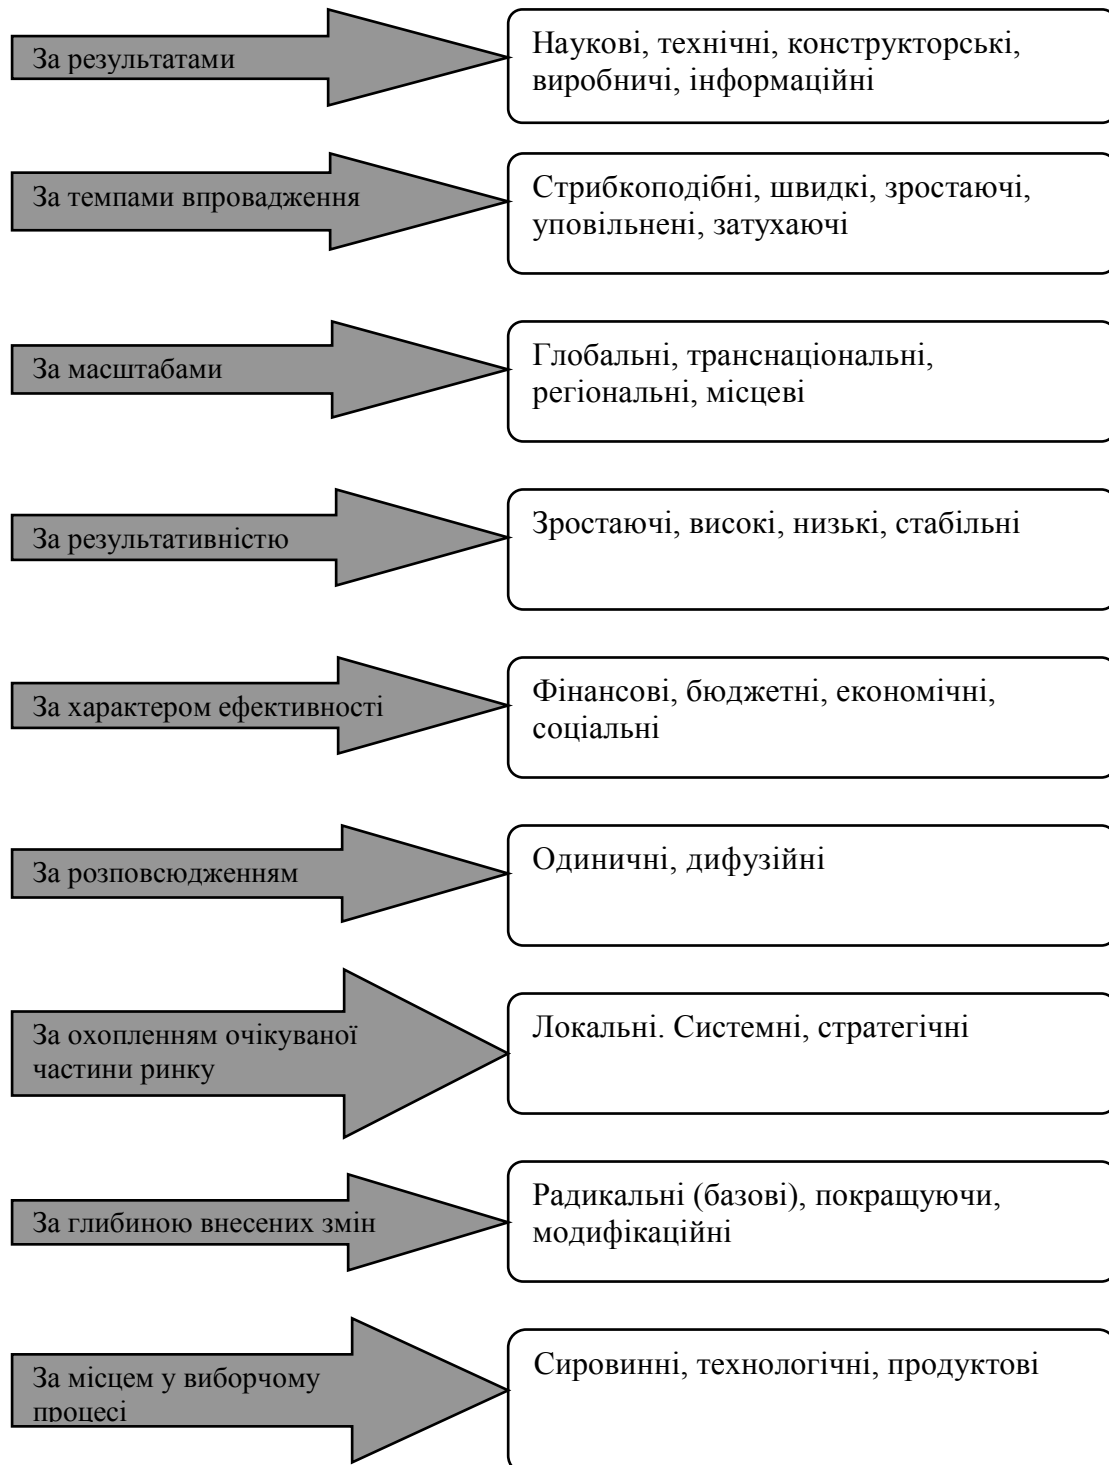 За результатами
Наукові, технічні, конструкторські,
виробничі, інформаційні
За темпами впровадження
Стрибкоподібні, швидкі, зростаючі,
уповільнені, затухаючі
За масштабами
Глобальні, транснаціональні,
регіональні, місцеві
За результативністю
Зростаючі, високі, низькі, стабільні
За характером ефективності
Фінансові, бюджетні, економічні,
соціальні
За розповсюдженням
Одиничні, дифузійні
За охопленням очікуваної
частини ринку
Локальні. Системні, стратегічні
За глибиною внесених змін
Радикальні (базові), покращуючи,
модифікаційні
За місцем у виборчому
процесі
Сировинні, технологічні, продуктові